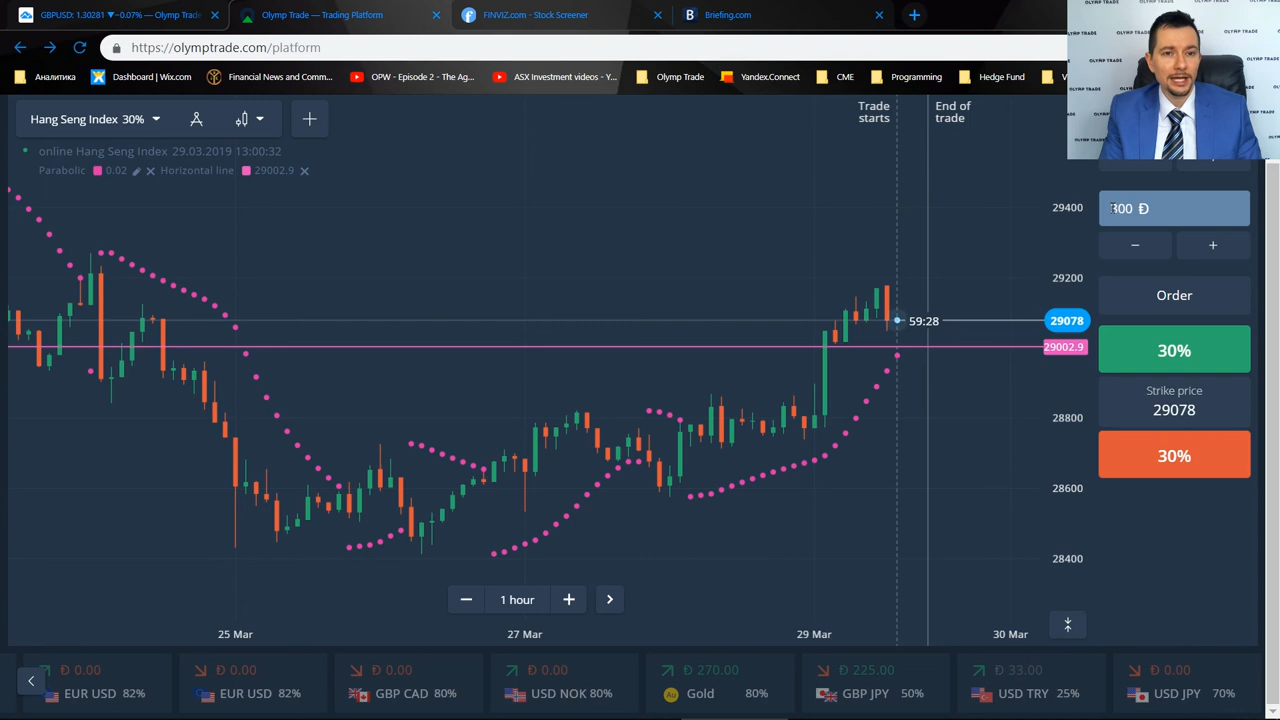 GBPUSD: 1.30281 ▼−0.07% — Olymp Trade
Olymp Trade — Trading Platform
FINVIZ.com - Stock Screener
Briefing.com
https://olymptrade.com/platform
Аналитика
Dashboard | Wix.com
Financial News and Comm...
OPW - Epicde 2 - The Ag...
ASX Investment videos - Y...
Olymp Trade
Yandex.Connect
CME
Programming
Hedge Fund
OLYMP TRADE
Hang Seng Index 30%
Trade starts
End of trade
online Hang Seng Index 29.03.2019 13:00:32
Parabolic 0.02 Horizontal line 29002.9
29400
29200
29078
29002.9
28800
28600
28400
59:28
300 Đ
− +
Order
30%
Strike price
29078
30%
− 1 hour +
25 Mar
27 Mar
29 Mar
30 Mar
Đ 0.00
EUR USD 82%
Đ 0.00
EUR USD 82%
Đ 0.00
GBP CAD 80%
Đ 0.00
USD NOK 80%
Đ 270.00
Au Gold 80%
Đ 225.00
GBP JPY 50%
Đ 33.00
USD TRY 25%
Đ 0.00
USD JPY 70%